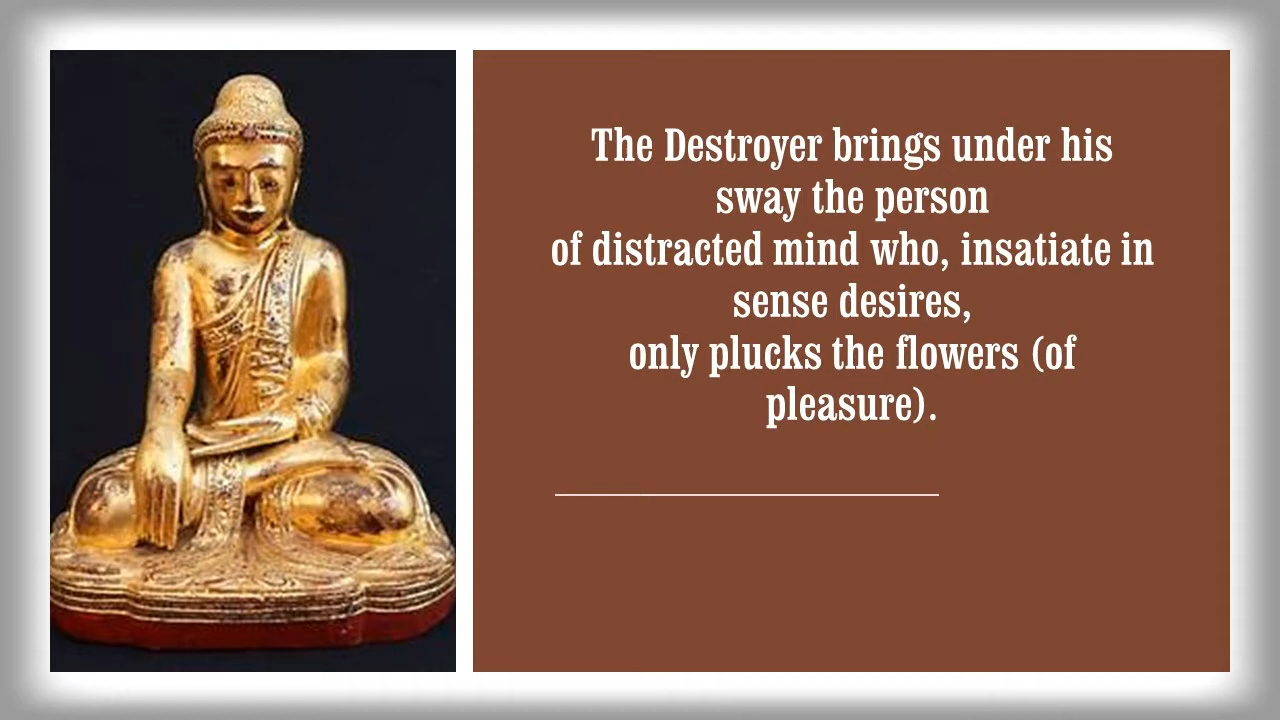 The Destroyer brings under his
sway the person
of distracted mind who, insatiate in
sense desires,
only plucks the flowers (of
pleasure).